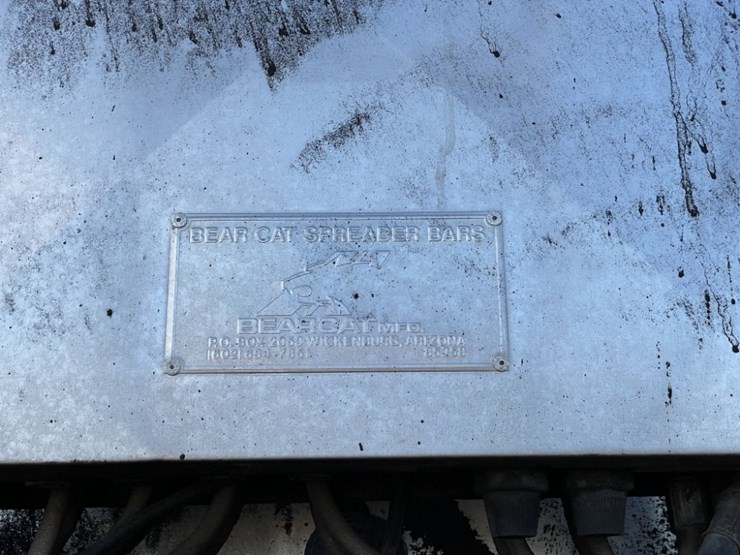 BEAR CAT SPREADER BARS
BEARCAT MFG.
P.O. BOX WICKENBURG, ARIZONA